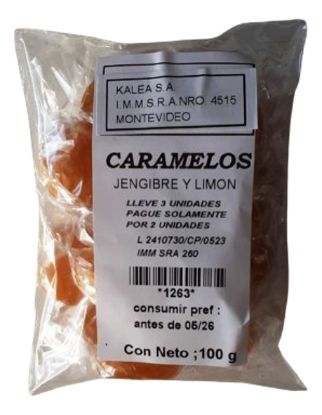 KALEA S.A.
I.M.M.S.R.A.NRO. 4515
MONTEVIDEO
CARAMELOS
JENGIBRE Y LIMON
LLEVE 3 UNIDADES
PAGUE SOLAMENTE
POR 2 UNIDADES
L 2410730/CP/0523
IMM SRA 260
*1263*
consumir pref :
antes de 05/26
Con Neto ;100 g